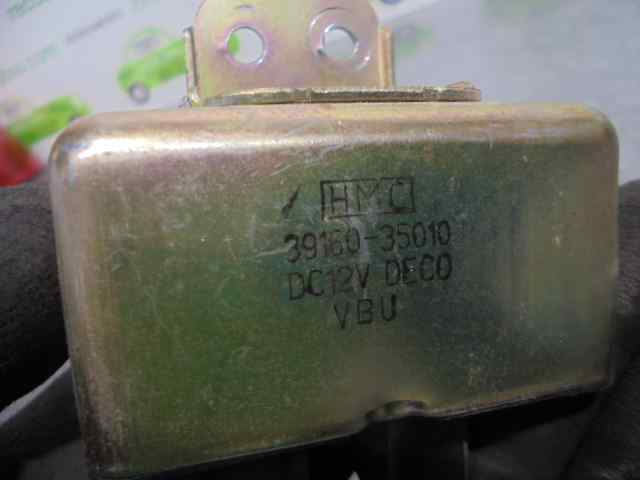 HMC
39160-35010
DC12V DECO
VBU